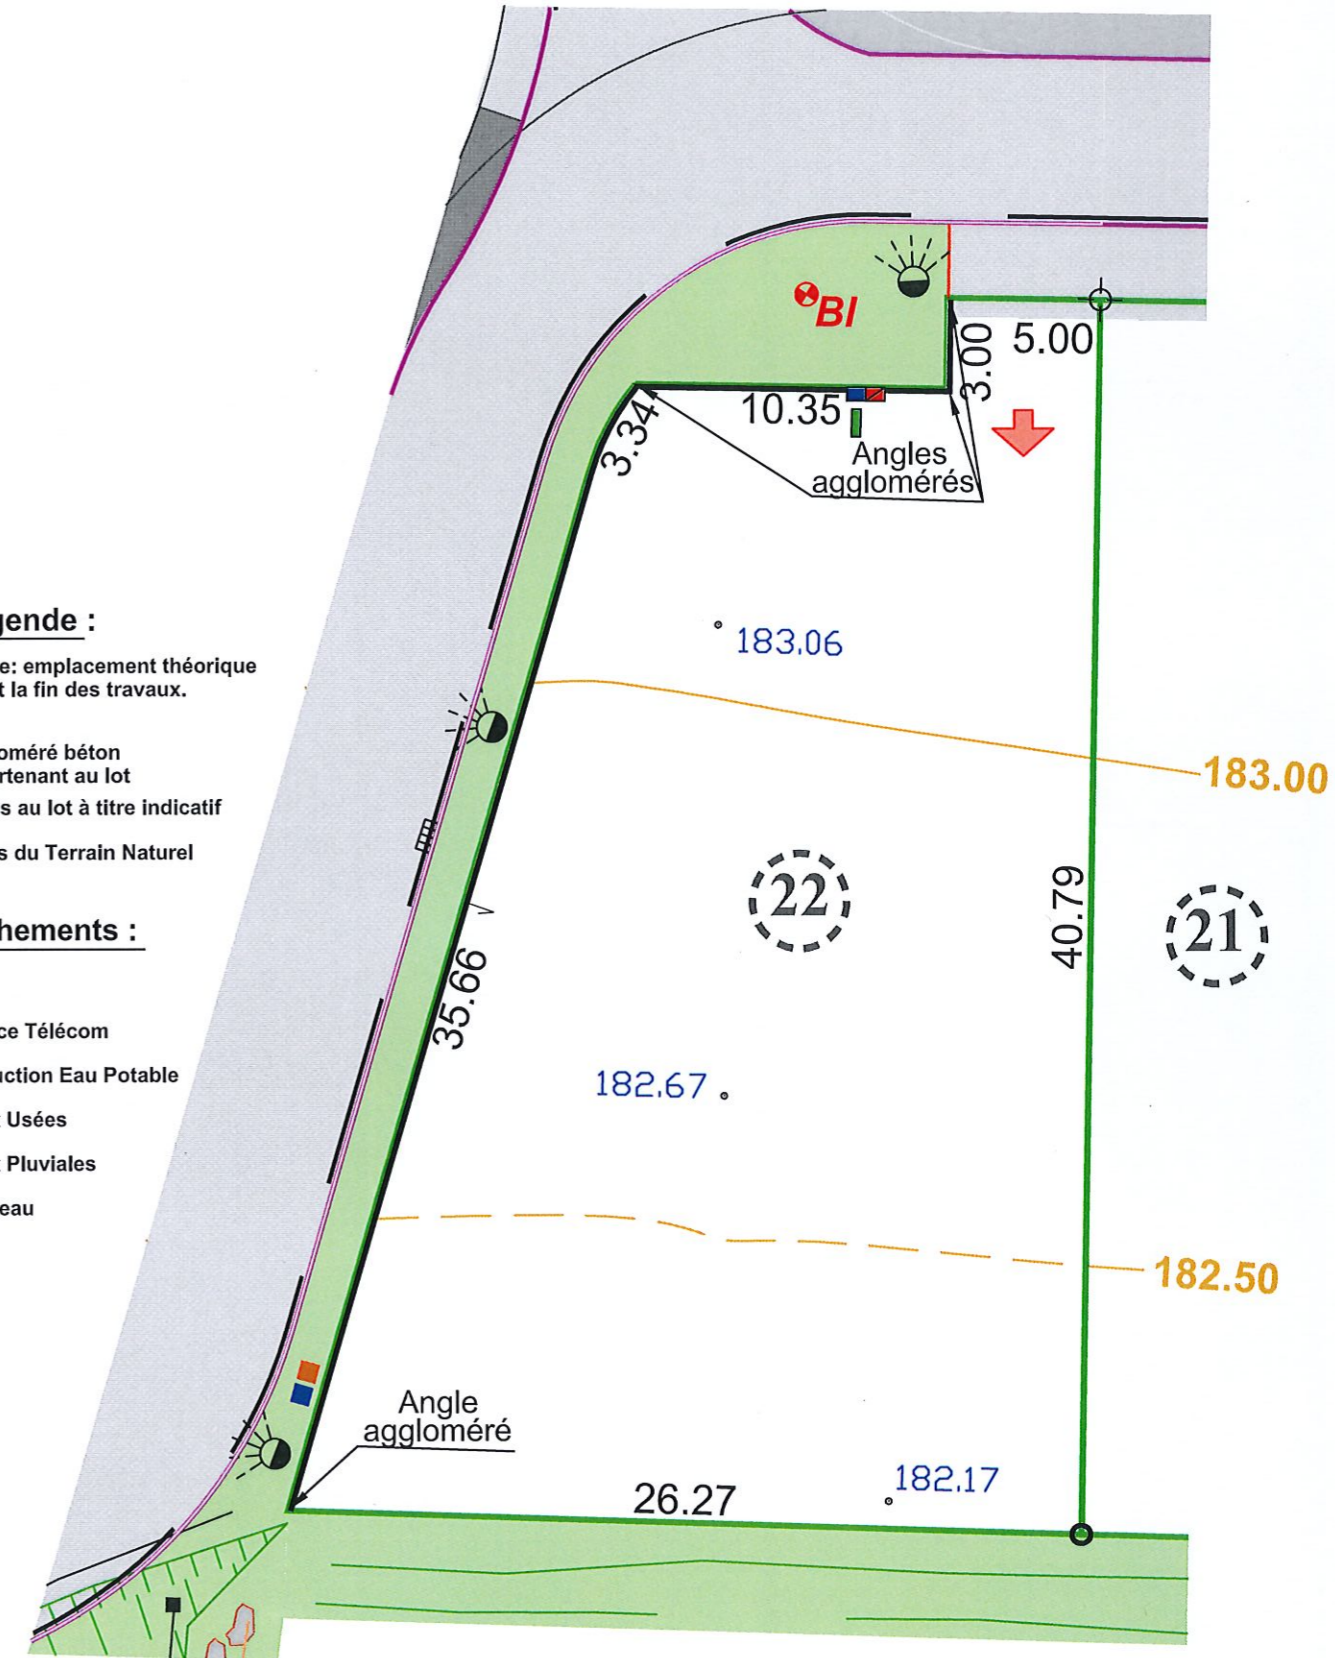 BI
3.00
5.00
10.35
3.34
Angles
agglomérés
183.06
gende :
e: emplacement théorique
t la fin des travaux.
oméré béton
rtenant au lot
s au lot à titre indicatif
s du Terrain Naturel
183.00
22
21
40.79
hements :
35.66
ce Télécom
uction Eau Potable
182.67
x Usées
x Pluviales
eau
182.50
Angle
aggloméré
26.27
182.17